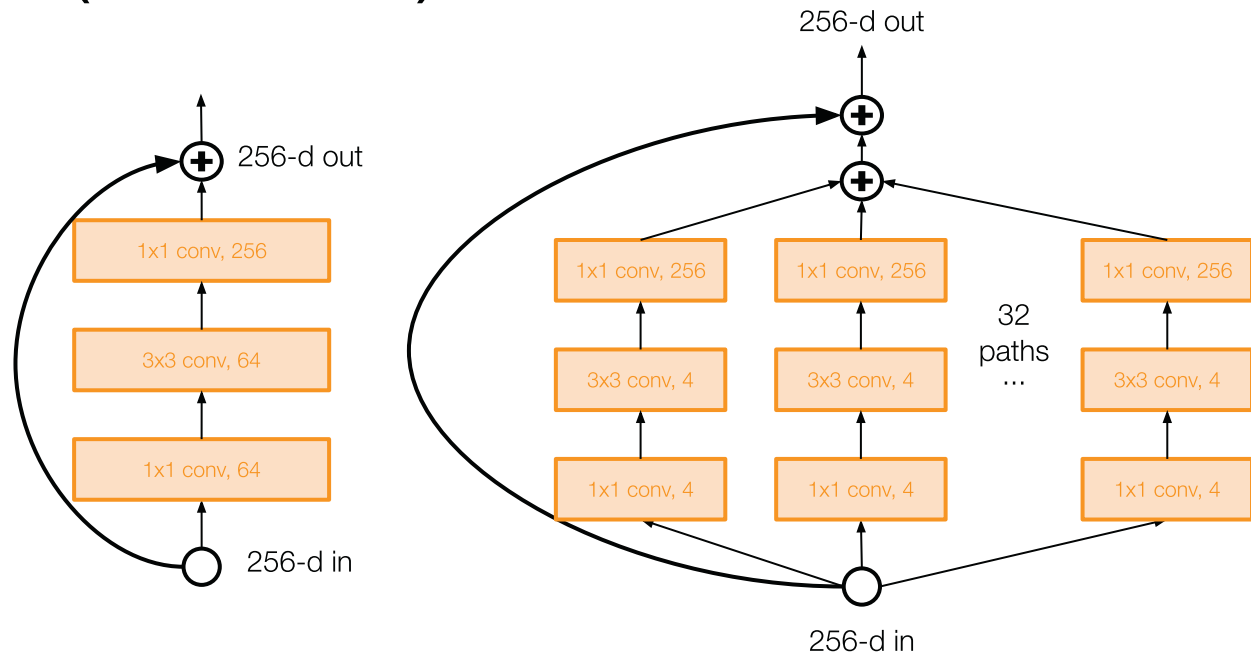 256-d out
1x1 conv, 256
3x3 conv, 64
1x1 conv, 64
256-d in
256-d out
1x1 conv, 256
1x1 conv, 256
1x1 conv, 256
32
paths
...
3x3 conv, 4
3x3 conv, 4
3x3 conv, 4
1x1 conv, 4
1x1 conv, 4
1x1 conv, 4
256-d in